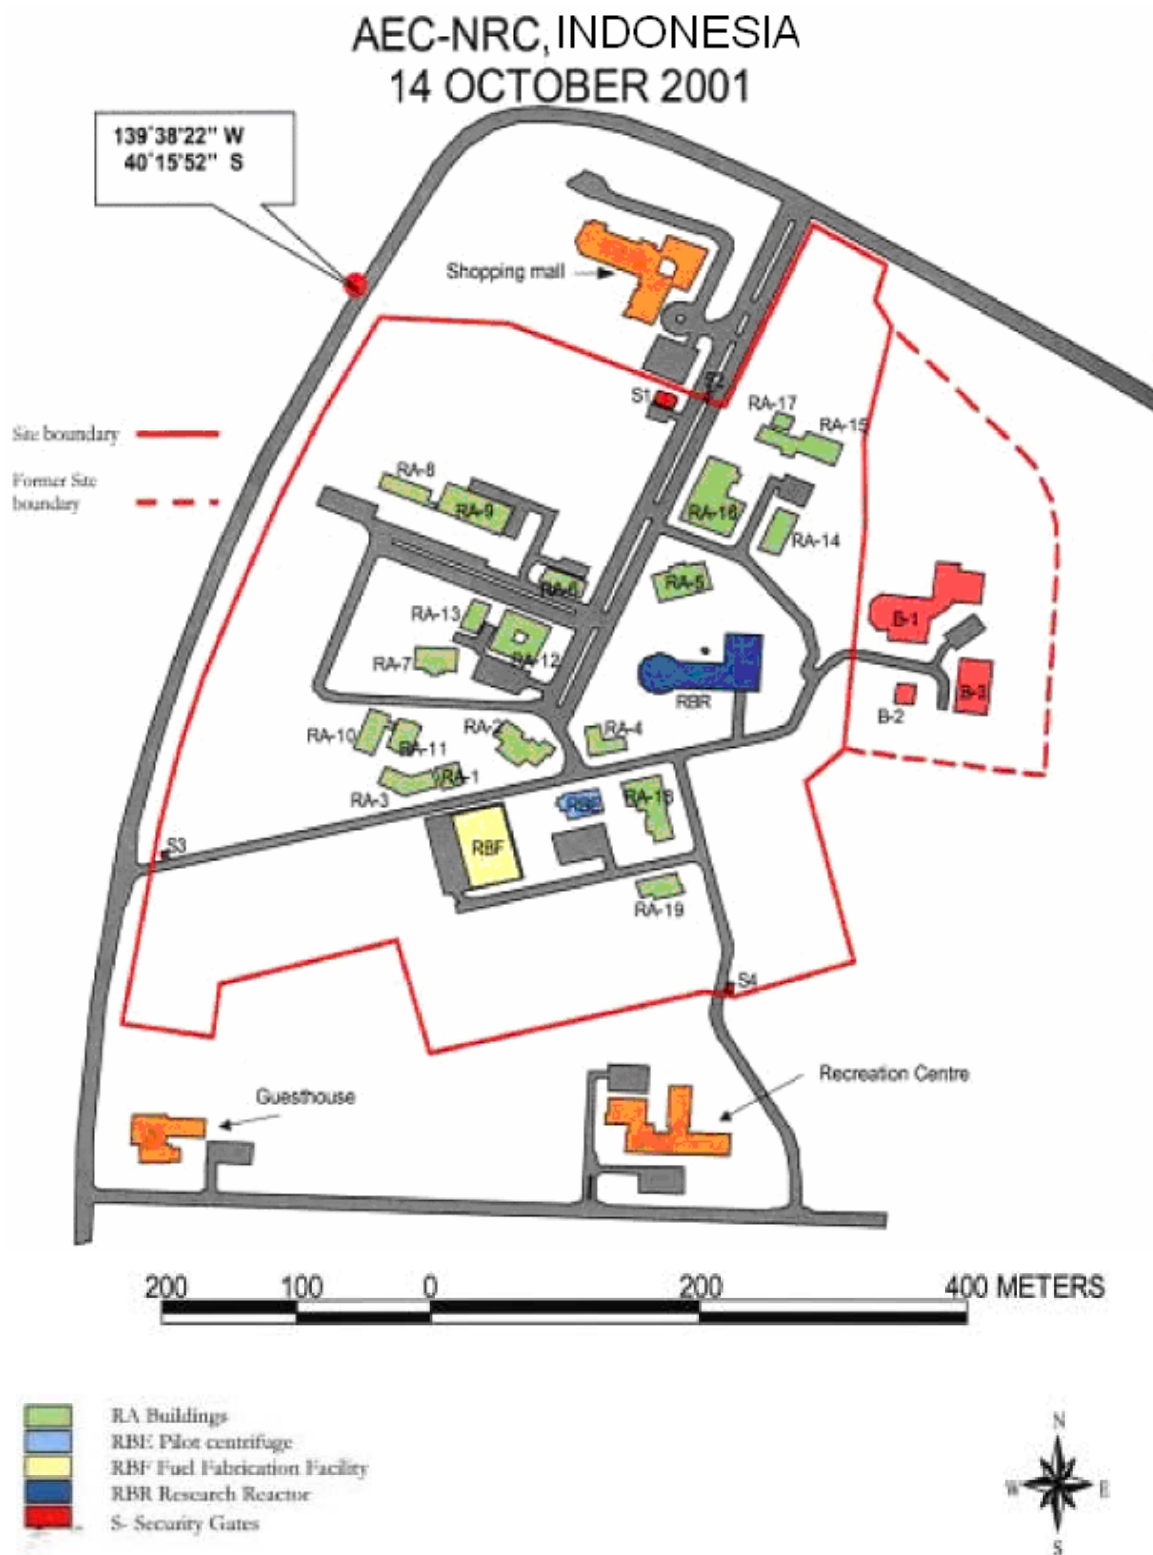 AEC-NRC, INDONESIA
14 OCTOBER 2001
139°38'22" W
40°15'52" S
Shopping mall
S2
S1
RA-17
RA-15
Site boundary
Former Site
boundary
RA-8
RA-9
RA-16
RA-14
RA-6
RA-5
RA-13
RA-12
RA-7
B-1
RBR
B-2
B-3
RA-10
RA-11
RA-2
RA-4
RA-1
RA-3
RBE
RA-18
S3
RBF
RA-19
S4
Recreation Centre
Guesthouse
200 100 0 200 400 METERS
RA Buildings
RBE Pilot centrifuge
RBF Fuel Fabrication Facility
RBR Research Reactor
S- Security Gates
N
W E
S